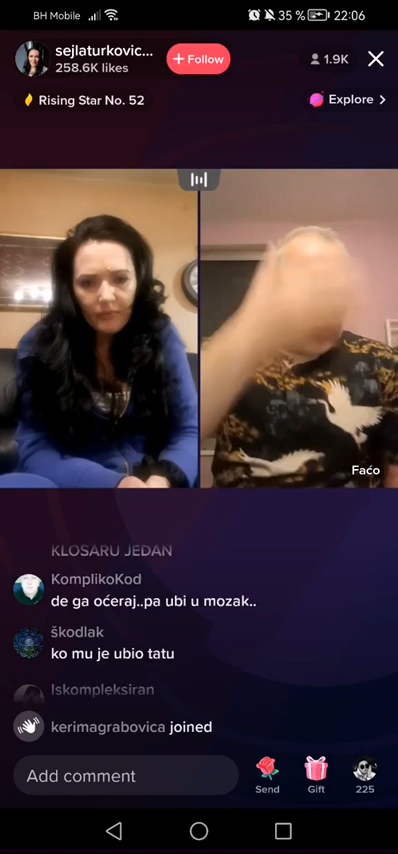 BH Mobile
35 %
22:06
sejlaturkovic...
258.6K likes
+ Follow
1.9K
Rising Star No. 52
Explore >
Faćo
KLOSARU JEDAN
KomplikoKod
de ga oćeraj..pa ubi u mozak..
škodlak
ko mu je ubio tatu
Iskompleksiran
kerimagrabovica joined
Add comment
Send
Gift
225